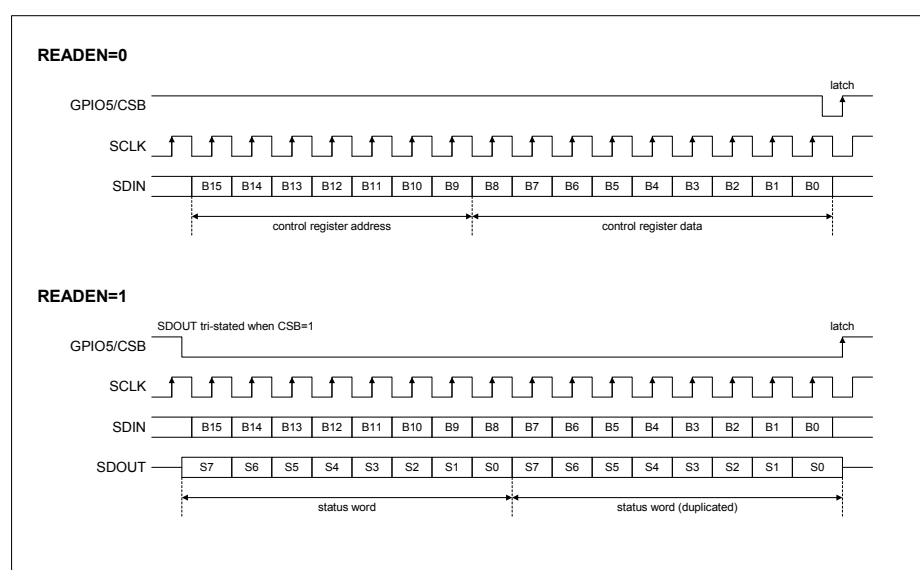 READEN=0
latch
GPIO5/CSB
SCLK
SDIN B15 B14 B13 B12 B11 B10 B9 B8 B7 B6 B5 B4 B3 B2 B1 B0
control register address control register data
READEN=1
SDOUT tri-stated when CSB=1 latch
GPIO5/CSB
SCLK
SDIN B15 B14 B13 B12 B11 B10 B9 B8 B7 B6 B5 B4 B3 B2 B1 B0
SDOUT S7 S6 S5 S4 S3 S2 S1 S0 S7 S6 S5 S4 S3 S2 S1 S0
status word status word (duplicated)